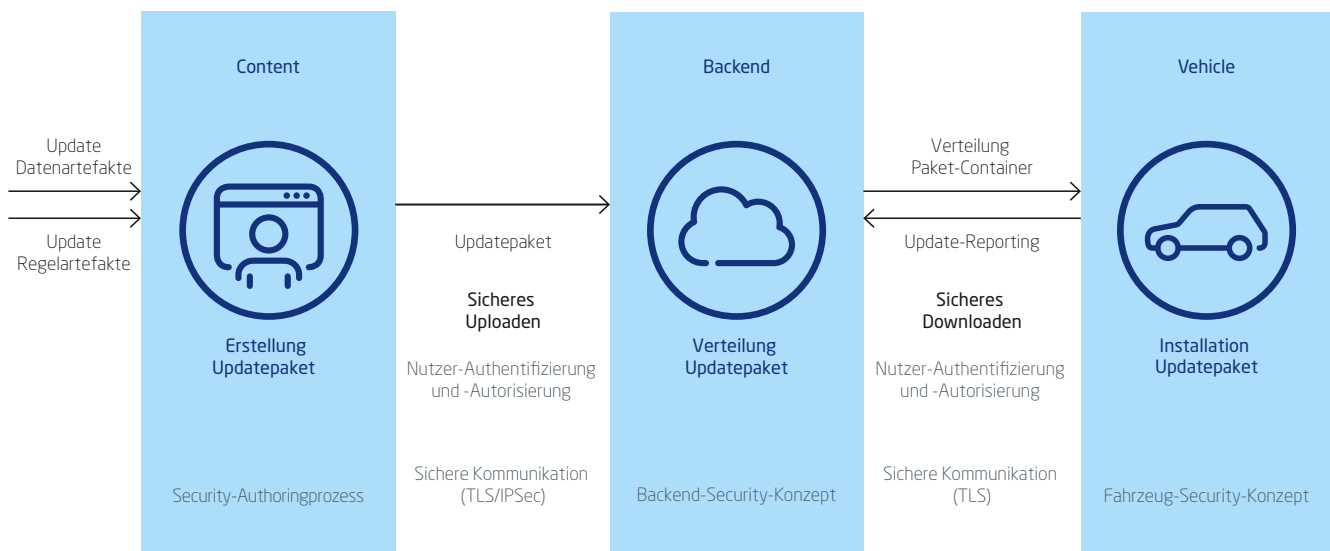 Content
Backend
Vehicle
Update
Datenartefakte
Update
Regelartefakte
Updatepaket
Verteilung
Paket-Container
Update-Reporting
Sicheres
Uploaden
Sicheres
Downloaden
Erstellung
Updatepaket
Verteilung
Updatepaket
Installation
Updatepaket
Nutzer-Authentifizierung
und -Autorisierung
Nutzer-Authentifizierung
und -Autorisierung
Security-Authoringprozess
Sichere Kommunikation
(TLS/IPSec)
Backend-Security-Konzept
Sichere Kommunikation
(TLS)
Fahrzeug-Security-Konzept